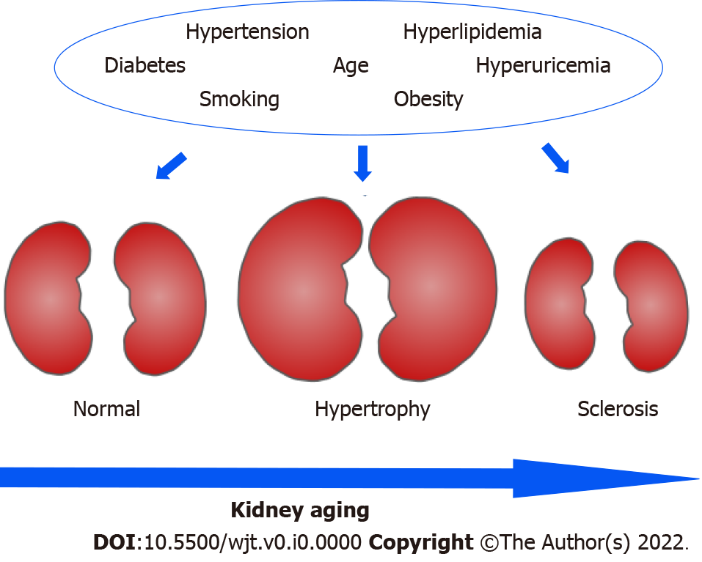 Hypertension Hyperlipidemia
Diabetes Age Hyperuricemia
Smoking Obesity
Normal Hypertrophy Sclerosis
Kidney aging
DOI:10.5500/wjt.v0.i0.0000 Copyright ©The Author(s) 2022.